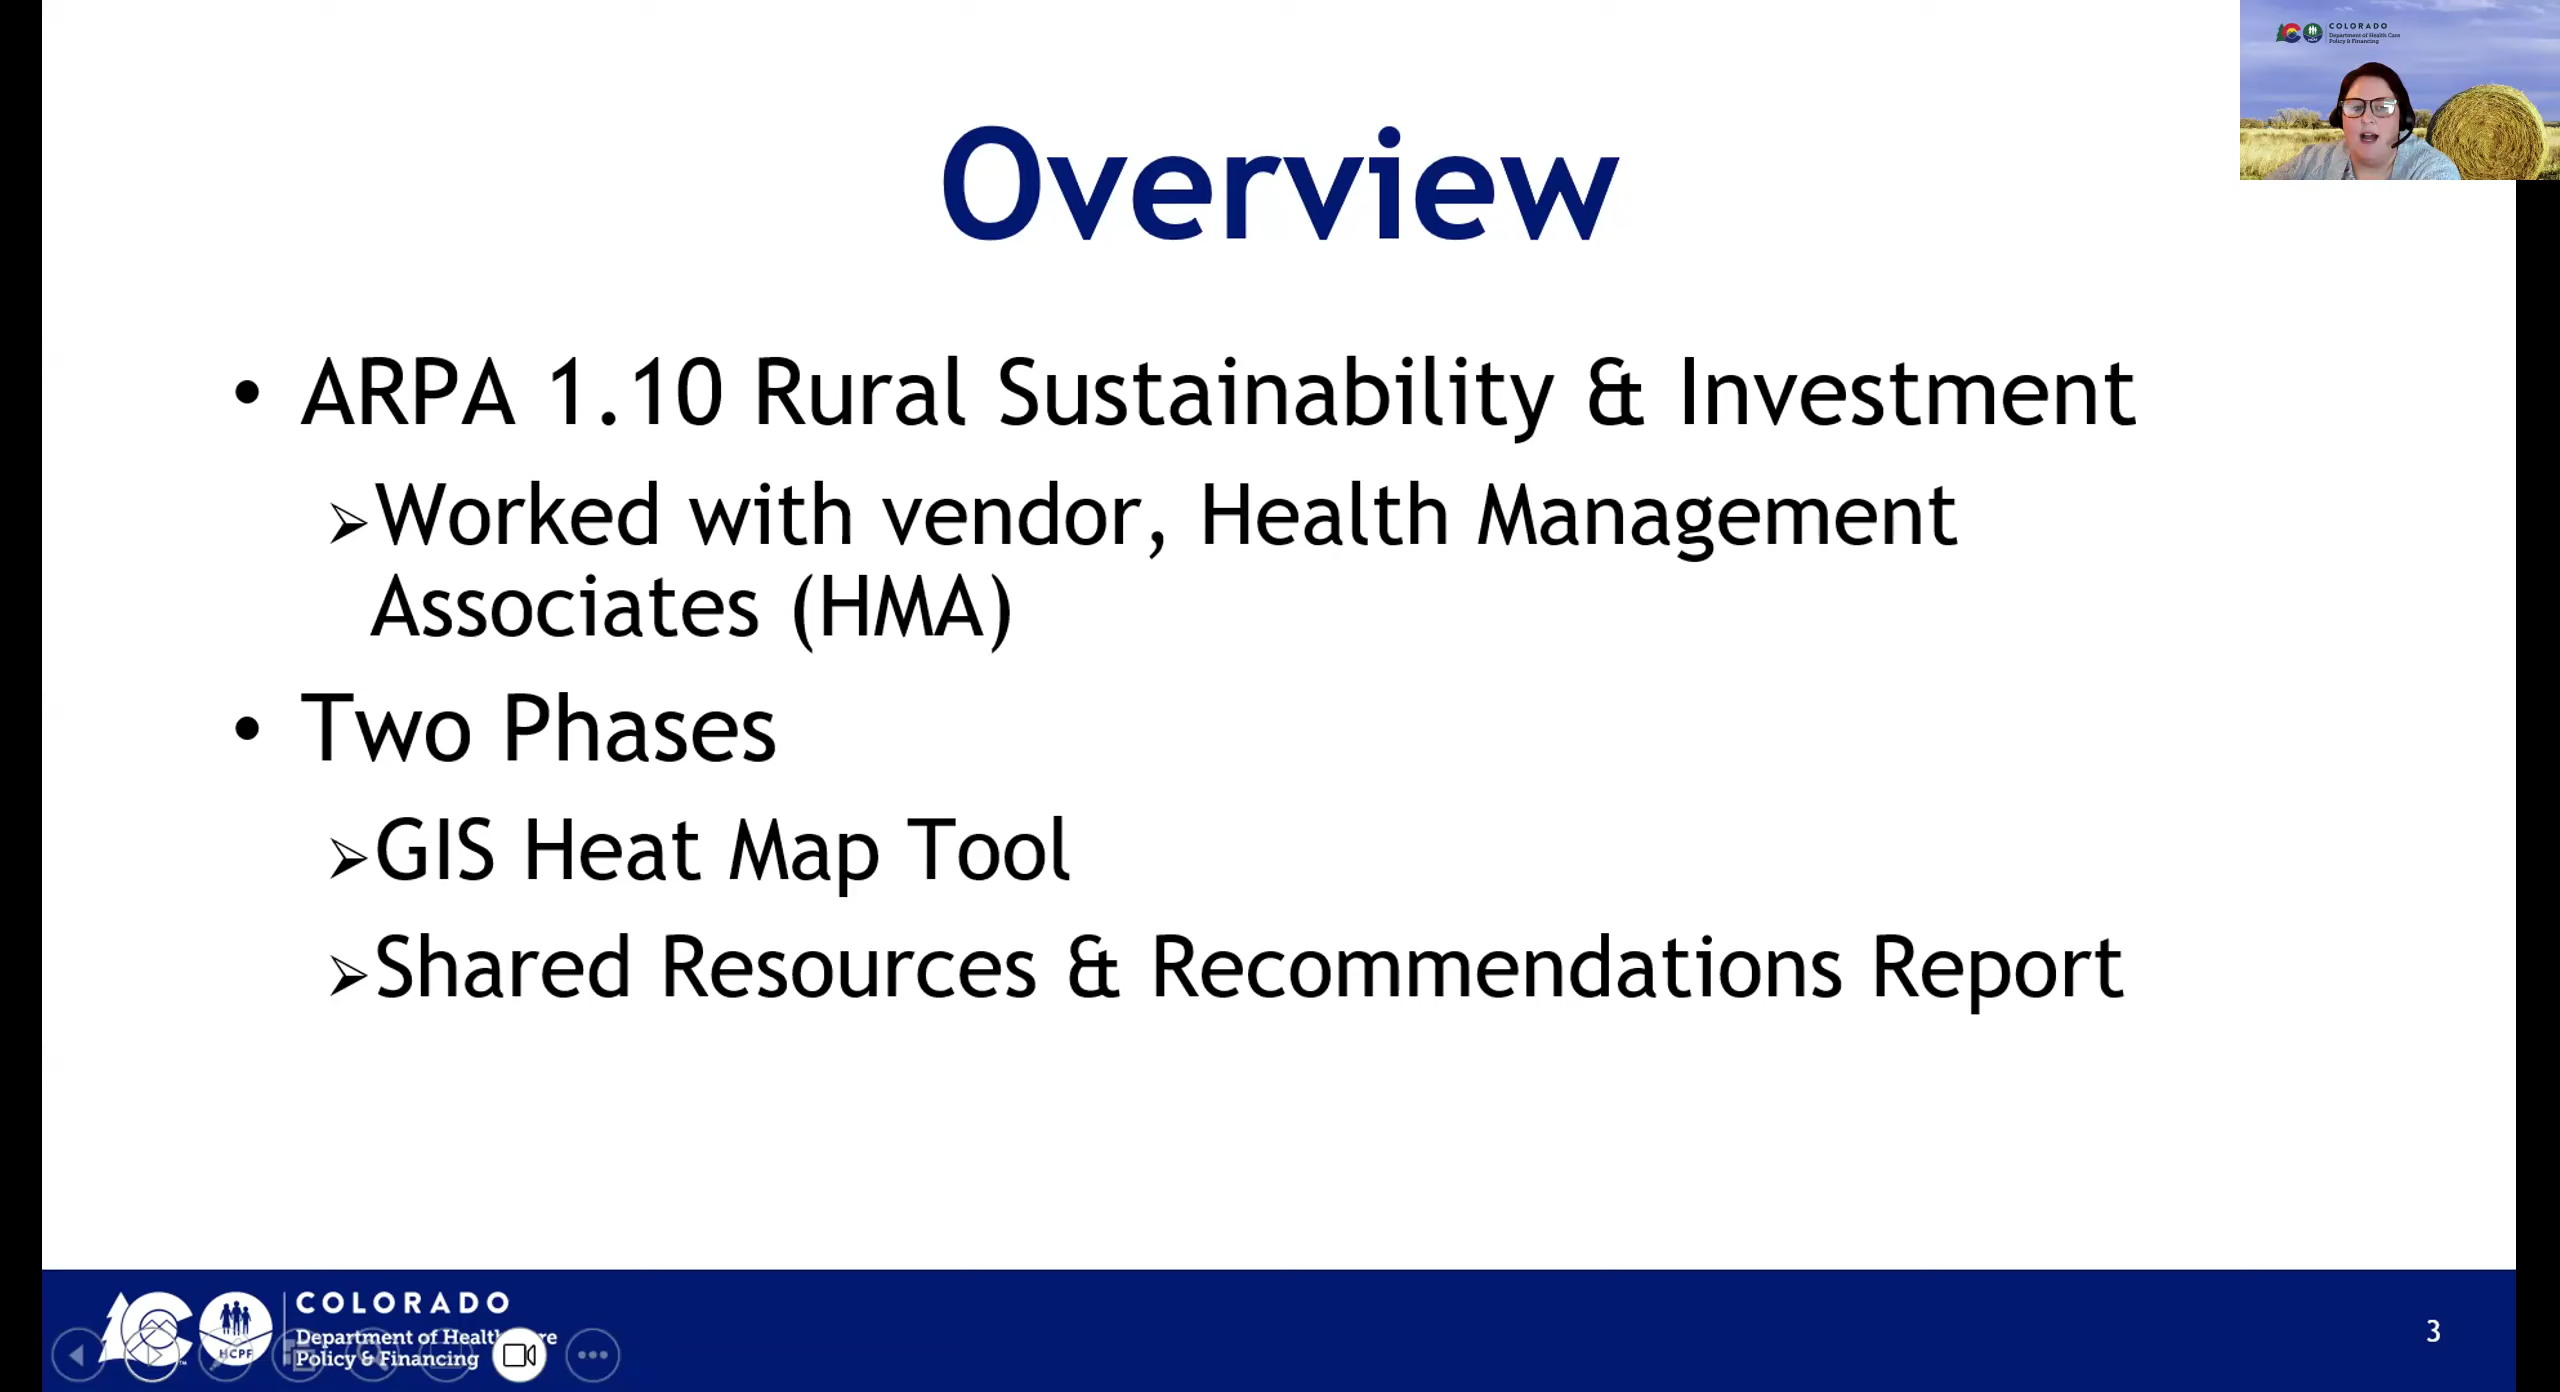 COLORADO
Department of Health Care
Policy & Financing
Overview
• ARPA 1.10 Rural Sustainability & Investment
➢Worked with vendor, Health Management
Associates (HMA)
• Two Phases
➢GIS Heat Map Tool
➢Shared Resources & Recommendations Report
COLORADO
HCPF
Department of Health Care
Policy & Financing
3